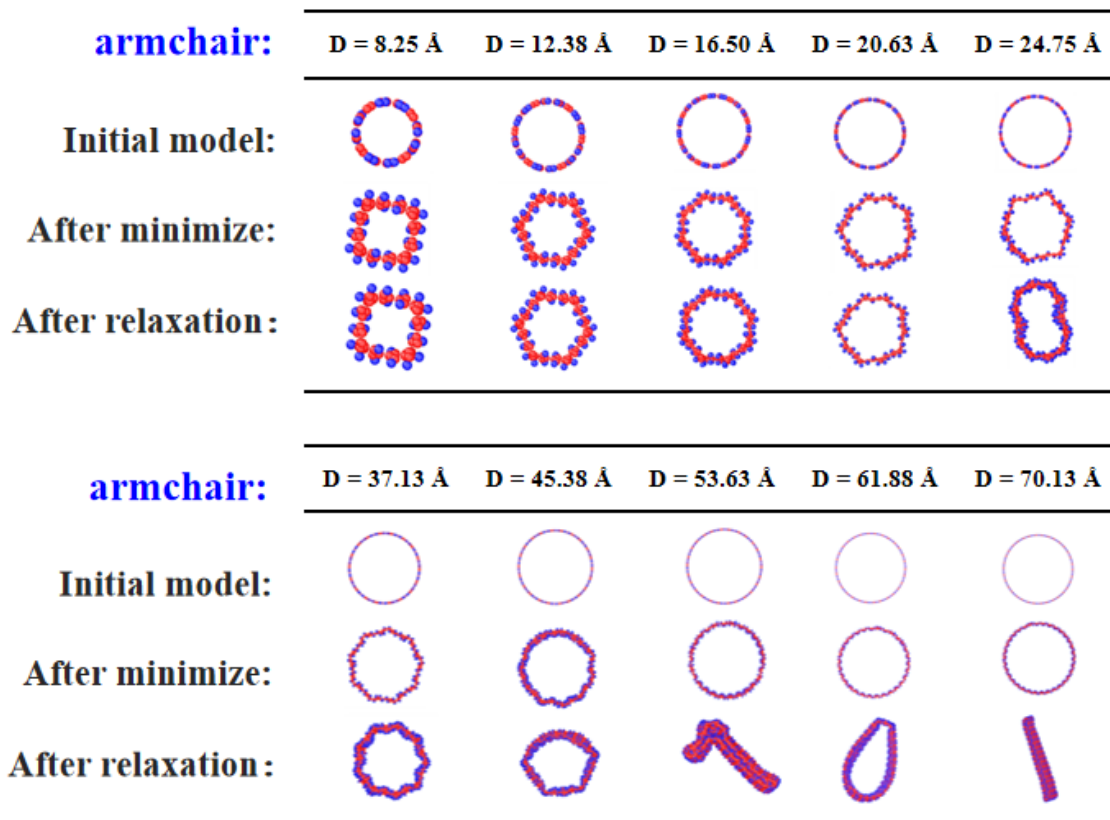 armchair: D = 8.25 Å D = 12.38 Å D = 16.50 Å D = 20.63 Å D = 24.75 Å
Initial model:
After minimize:
After relaxation:
armchair: D = 37.13 Å D = 45.38 Å D = 53.63 Å D = 61.88 Å D = 70.13 Å
Initial model:
After minimize:
After relaxation: